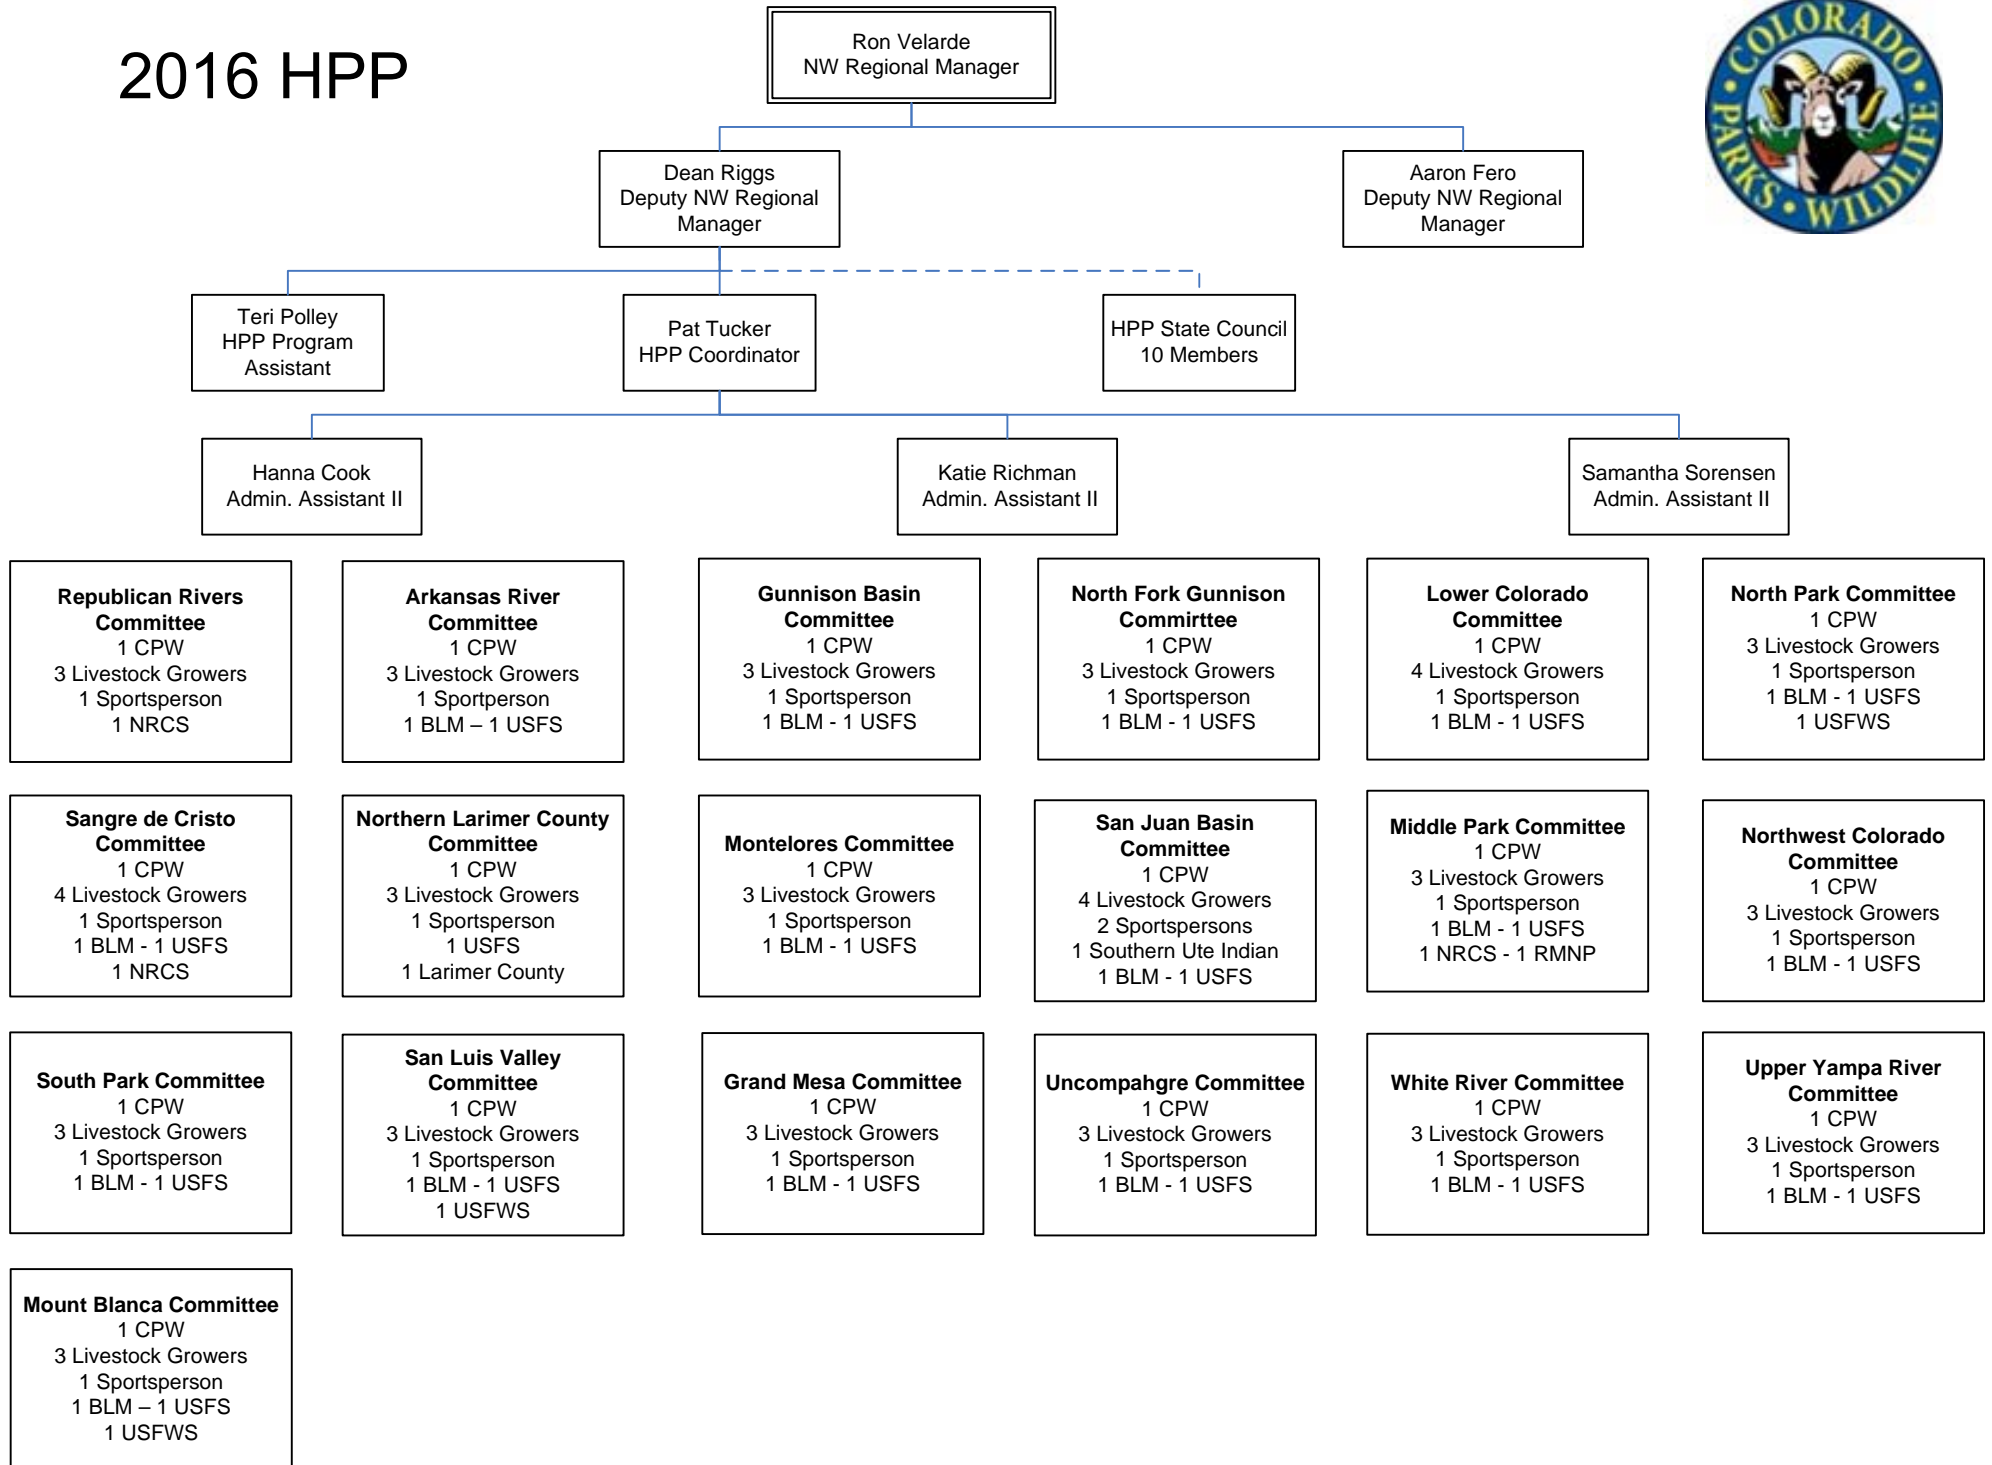 2016 HPP
COLORADO
PARKS • WILDLIFE
Ron Velarde
NW Regional Manager
Dean Riggs
Deputy NW Regional
Manager
Aaron Fero
Deputy NW Regional
Manager
Teri Polley
HPP Program
Assistant
Pat Tucker
HPP Coordinator
HPP State Council
10 Members
Hanna Cook
Admin. Assistant II
Katie Richman
Admin. Assistant II
Samantha Sorensen
Admin. Assistant II
Republican Rivers
Committee
1 CPW
3 Livestock Growers
1 Sportsperson
1 NRCS
Arkansas River
Committee
1 CPW
3 Livestock Growers
1 Sportperson
1 BLM – 1 USFS
Gunnison Basin
Committee
1 CPW
3 Livestock Growers
1 Sportsperson
1 BLM - 1 USFS
North Fork Gunnison
Commirttee
1 CPW
3 Livestock Growers
1 Sportsperson
1 BLM - 1 USFS
Lower Colorado
Committee
1 CPW
4 Livestock Growers
1 Sportsperson
1 BLM - 1 USFS
North Park Committee
1 CPW
3 Livestock Growers
1 Sportsperson
1 BLM - 1 USFS
1 USFWS
Sangre de Cristo
Committee
1 CPW
4 Livestock Growers
1 Sportsperson
1 BLM - 1 USFS
1 NRCS
Northern Larimer County
Committee
1 CPW
3 Livestock Growers
1 Sportsperson
1 USFS
1 Larimer County
Montelores Committee
1 CPW
3 Livestock Growers
1 Sportsperson
1 BLM - 1 USFS
San Juan Basin
Committee
1 CPW
4 Livestock Growers
2 Sportspersons
1 Southern Ute Indian
1 BLM - 1 USFS
Middle Park Committee
1 CPW
3 Livestock Growers
1 Sportsperson
1 BLM - 1 USFS
1 NRCS - 1 RMNP
Northwest Colorado
Committee
1 CPW
3 Livestock Growers
1 Sportsperson
1 BLM - 1 USFS
South Park Committee
1 CPW
3 Livestock Growers
1 Sportsperson
1 BLM - 1 USFS
San Luis Valley
Committee
1 CPW
3 Livestock Growers
1 Sportsperson
1 BLM - 1 USFS
1 USFWS
Grand Mesa Committee
1 CPW
3 Livestock Growers
1 Sportsperson
1 BLM - 1 USFS
Uncompahgre Committee
1 CPW
3 Livestock Growers
1 Sportsperson
1 BLM - 1 USFS
White River Committee
1 CPW
3 Livestock Growers
1 Sportsperson
1 BLM - 1 USFS
Upper Yampa River
Committee
1 CPW
3 Livestock Growers
1 Sportsperson
1 BLM - 1 USFS
Mount Blanca Committee
1 CPW
3 Livestock Growers
1 Sportsperson
1 BLM – 1 USFS
1 USFWS